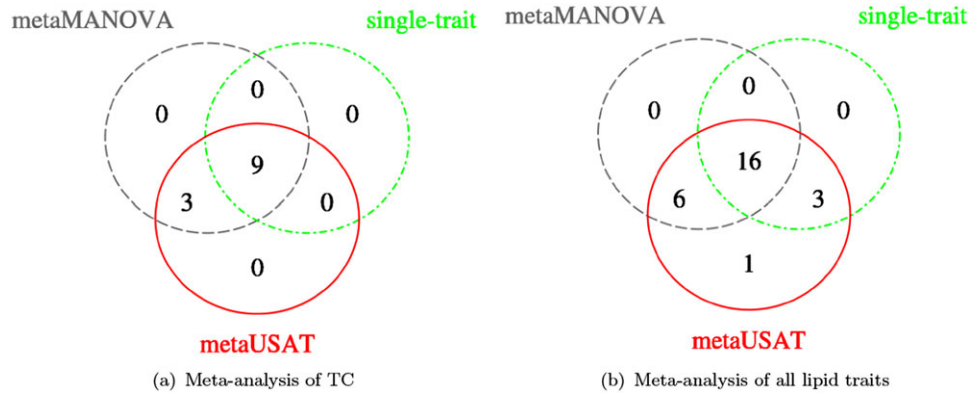 metaMANOVA
single-trait
0
0
0
9
3
0
0
metaUSAT
(a) Meta-analysis of TC
metaMANOVA
single-trait
0
0
0
16
6
3
1
metaUSAT
(b) Meta-analysis of all lipid traits